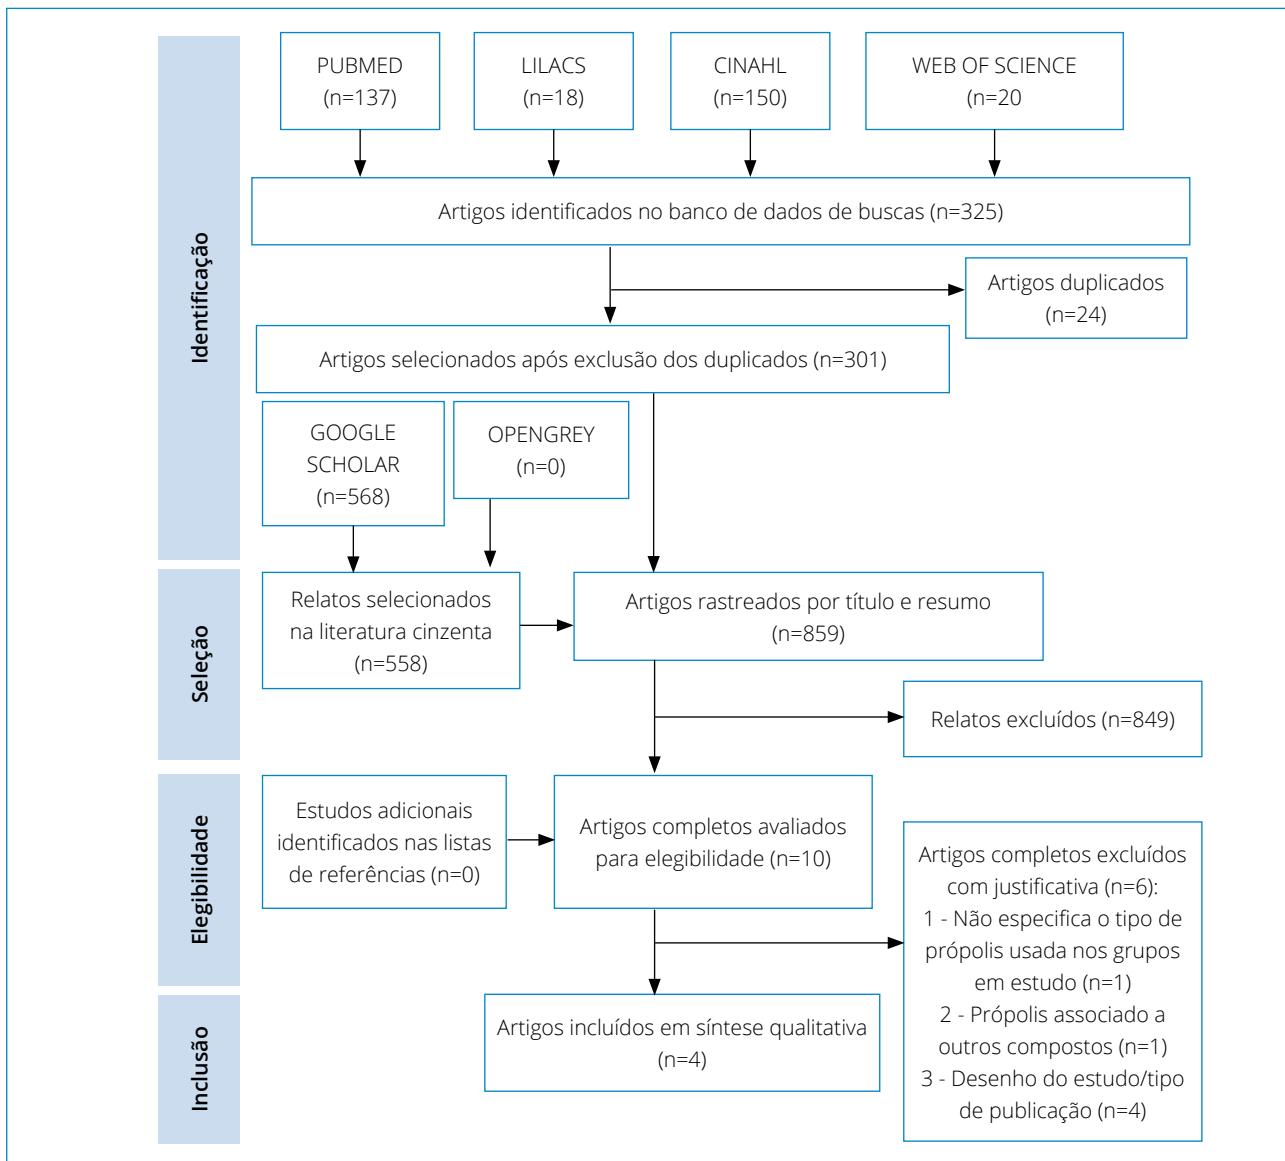 Identificação
PUBMED
(n=137)
LILACS
(n=18)
CINAHL
(n=150)
WEB OF SCIENCE
(n=20
Artigos identificados no banco de dados de buscas (n=325)
Artigos duplicados
(n=24)
Artigos selecionados após exclusão dos duplicados (n=301)
GOOGLE
SCHOLAR
(n=568)
OPENGREY
(n=0)
Seleção
Relatos selecionados
na literatura cinzenta
(n=558)
Artigos rastreados por título e resumo
(n=859)
Relatos excluídos (n=849)
Elegibilidade
Estudos adicionais
identificados nas listas
de referências (n=0)
Artigos completos avaliados
para elegibilidade (n=10)
Artigos completos excluídos
com justificativa (n=6):
1 - Não especifica o tipo de
própolis usada nos grupos
em estudo (n=1)
2 - Própolis associado a
outros compostos (n=1)
3 - Desenho do estudo/tipo
de publicação (n=4)
Inclusão
Artigos incluídos em síntese qualitativa
(n=4)